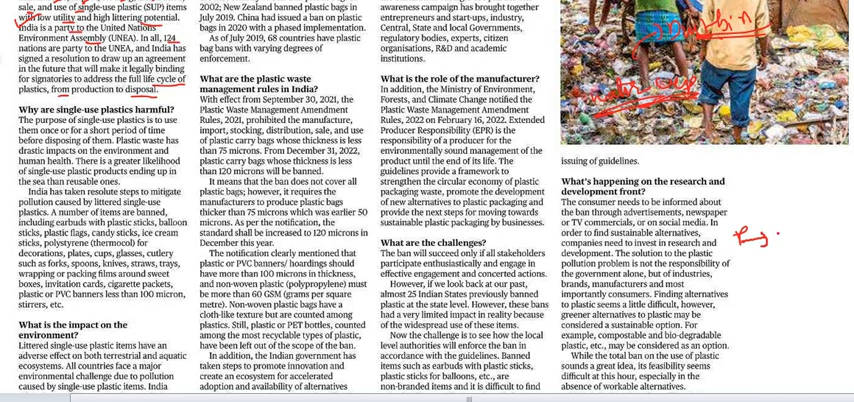 sale, and use of single-use plastic (SUP) items
with low utility and high littering potential.
India is a party to the United Nations
Environment Assembly (UNEA). In all, 124
nations are party to the UNEA, and India has
signed a resolution to draw up an agreement
in the future that will make it legally binding
for signatories to address the full life cycle of
plastics, from production to disposal.
Why are single-use plastics harmful?
The purpose of single-use plastics is to use
them once or for a short period of time
before disposing of them. Plastic waste has
drastic impacts on the environment and
human health. There is a greater likelihood
of single-use plastic products ending up in
the sea than reusable ones.
India has taken resolute steps to mitigate
pollution caused by littered single-use
plastics. A number of items are banned,
including earbuds with plastic sticks, balloon
sticks, plastic flags, candy sticks, ice cream
sticks, polystyrene (thermocol) for
decorations, plates, cups, glasses, cutlery
such as forks, spoons, knives, straws, trays,
wrapping or packing films around sweet
boxes, invitation cards, cigarette packets,
plastic or PVC banners less than 100 micron,
stirrers, etc.
What is the impact on the
environment?
Littered single-use plastic items have an
adverse effect on both terrestrial and aquatic
ecosystems. All countries face a major
environmental challenge due to pollution
caused by single-use plastic items. India
2002; New Zealand banned plastic bags in
July 2019. China had issued a ban on plastic
bags in 2020 with a phased implementation.
As of July 2019, 68 countries have plastic
bag bans with varying degrees of
enforcement.
What are the plastic waste
management rules in India?
With effect from September 30, 2021, the
Plastic Waste Management Amendment
Rules, 2021, prohibited the manufacture,
import, stocking, distribution, sale, and use
of plastic carry bags whose thickness is less
than 75 microns. From December 31, 2022,
plastic carry bags whose thickness is less
than 120 microns will be banned.
It means that the ban does not cover all
plastic bags; however, it requires the
manufacturers to produce plastic bags
thicker than 75 microns which was earlier 50
microns. As per the notification, the
standard shall be increased to 120 microns in
December this year.
The notification clearly mentioned that
plastic or PVC banners/ hoardings should
have more than 100 microns in thickness,
and non-woven plastic (polypropylene) must
be more than 60 GSM (grams per square
metre). Non-woven plastic bags have a
cloth-like texture but are counted among
plastics. Still, plastic or PET bottles, counted
among the most recyclable types of plastic,
have been left out of the scope of the ban.
In addition, the Indian government has
taken steps to promote innovation and
create an ecosystem for accelerated
adoption and availability of alternatives
awareness campaign has brought together
entrepreneurs and start-ups, industry,
Central, State and local Governments,
regulatory bodies, experts, citizen
organisations, R&D and academic
institutions.
What is the role of the manufacturer?
In addition, the Ministry of Environment,
Forests, and Climate Change notified the
Plastic Waste Management Amendment
Rules, 2022 on February 16, 2022. Extended
Producer Responsibility (EPR) is the
responsibility of a producer for the
environmentally sound management of the
product until the end of its life. The
guidelines provide a framework to
strengthen the circular economy of plastic
packaging waste, promote the development
of new alternatives to plastic packaging and
provide the next steps for moving towards
sustainable plastic packaging by businesses.
What are the challenges?
The ban will succeed only if all stakeholders
participate enthusiastically and engage in
effective engagement and concerted actions.
However, if we look back at our past,
almost 25 Indian States previously banned
plastic at the state level. However, these bans
had a very limited impact in reality because
of the widespread use of these items.
Now the challenge is to see how the local
level authorities will enforce the ban in
accordance with the guidelines. Banned
items such as earbuds with plastic sticks,
plastic sticks for balloons, etc., are
non-branded items and it is difficult to find
issuing of guidelines.
What's happening on the research and
development front?
The consumer needs to be informed about
the ban through advertisements, newspaper
or TV commercials, or on social media. In
order to find sustainable alternatives,
companies need to invest in research and
development. The solution to the plastic
pollution problem is not the responsibility of
the government alone, but of industries,
brands, manufacturers and most
importantly consumers. Finding alternatives
to plastic seems a little difficult, however,
greener alternatives to plastic may be
considered a sustainable option. For
example, compostable and bio-degradable
plastic, etc., may be considered as an option.
While the total ban on the use of plastic
sounds a great idea, its feasibility seems
difficult at this hour, especially in the
absence of workable alternatives.